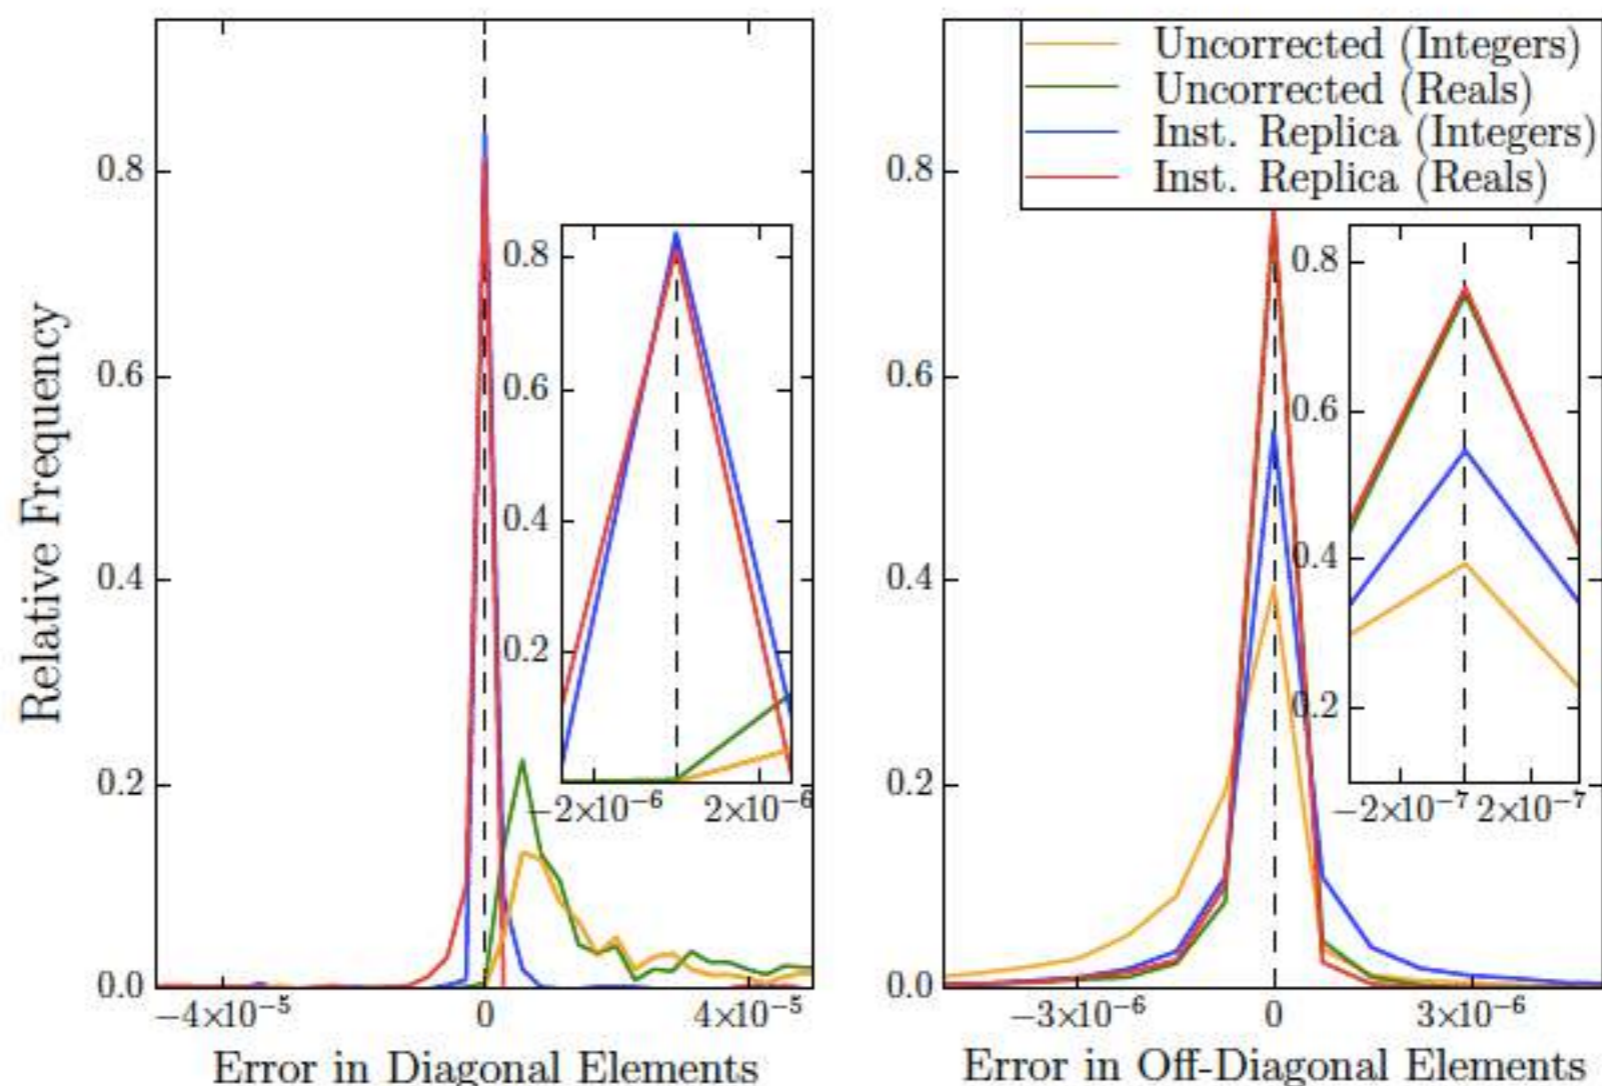 Relative Frequency
0.8
0.6
0.4
0.2
0.0
−4×10⁻⁵ 0 4×10⁻⁵
Error in Diagonal Elements
0.8
0.6
0.4
0.2
−2×10⁻⁶ 2×10⁻⁶
Uncorrected (Integers)
Uncorrected (Reals)
Inst. Replica (Integers)
Inst. Replica (Reals)
0.8
0.6
0.4
0.2
0.0
−3×10⁻⁶ 0 3×10⁻⁶
Error in Off-Diagonal Elements
0.8
0.6
0.4
0.2
−2×10⁻⁷ 2×10⁻⁷